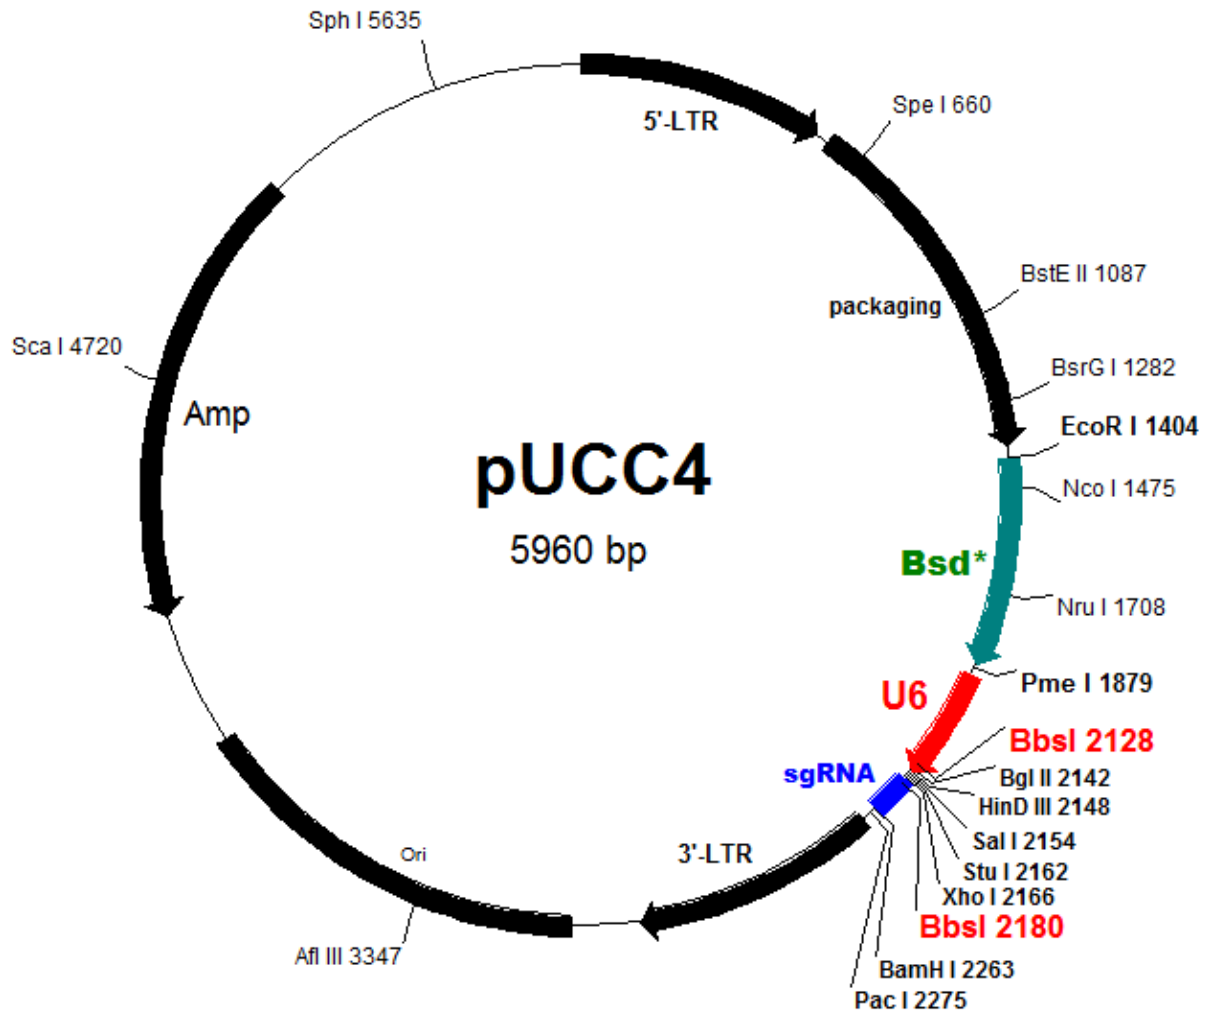 Sph I 5635
5'-LTR
Spe I 660
BstE II 1087
packaging
Sca I 4720
BsrG I 1282
Amp
EcoR I 1404
pUCC4
Nco I 1475
5960 bp
Bsd*
Nru I 1708
Pme I 1879
U6
BbsI 2128
sgRNA
Bgl II 2142
HinD III 2148
Sal I 2154
3'-LTR
Ori
Stu I 2162
Xho I 2166
BbsI 2180
Afl III 3347
BamH I 2263
Pac I 2275